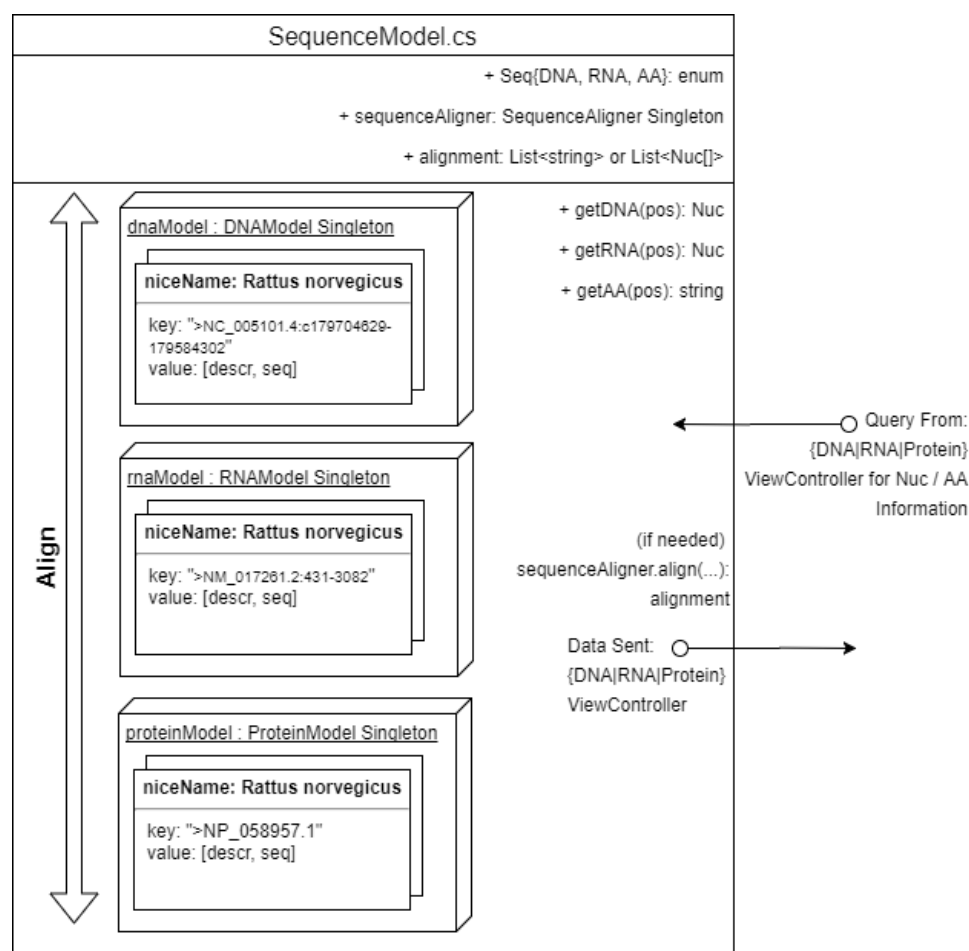 SequenceModel.cs
+ Seq{DNA, RNA, AA}: enum
+ sequenceAligner: SequenceAligner Singleton
+ alignment: List<string> or List<Nuc[]>
+ getDNA(pos): Nuc
+ getRNA(pos): Nuc
+ getAA(pos): string
Align
dnaModel : DNAModel Singleton
niceName: Rattus norvegicus
key: ">NC_005101.4:c179704629-
179584302"
value: [descr, seq]
rnaModel : RNAModel Singleton
niceName: Rattus norvegicus
key: ">NM_017261.2:431-3082"
value: [descr, seq]
proteinModel : ProteinModel Singleton
niceName: Rattus norvegicus
key: ">NP_058957.1"
value: [descr, seq]
Query From:
{DNA|RNA|Protein}
ViewController for Nuc / AA
Information
(if needed)
sequenceAligner.align(...):
alignment
Data Sent:
{DNA|RNA|Protein}
ViewController